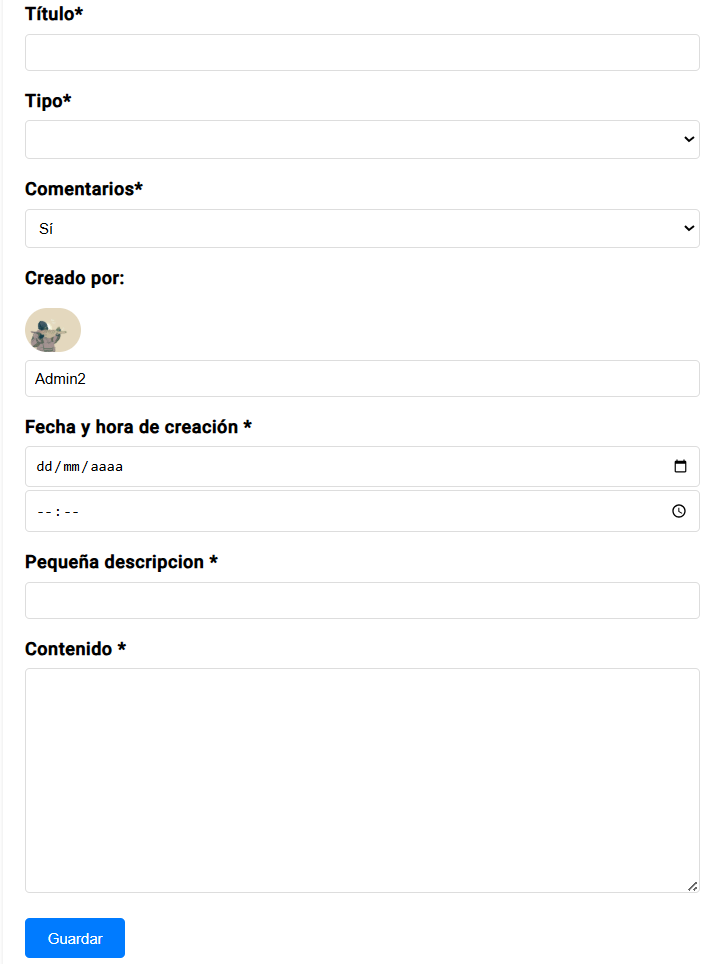 Título*
Tipo*
Comentarios*
Sí
Creado por:
Admin2
Fecha y hora de creación *
dd/mm/aaaa
--:--
Pequeña descripcion *
Contenido *
Guardar